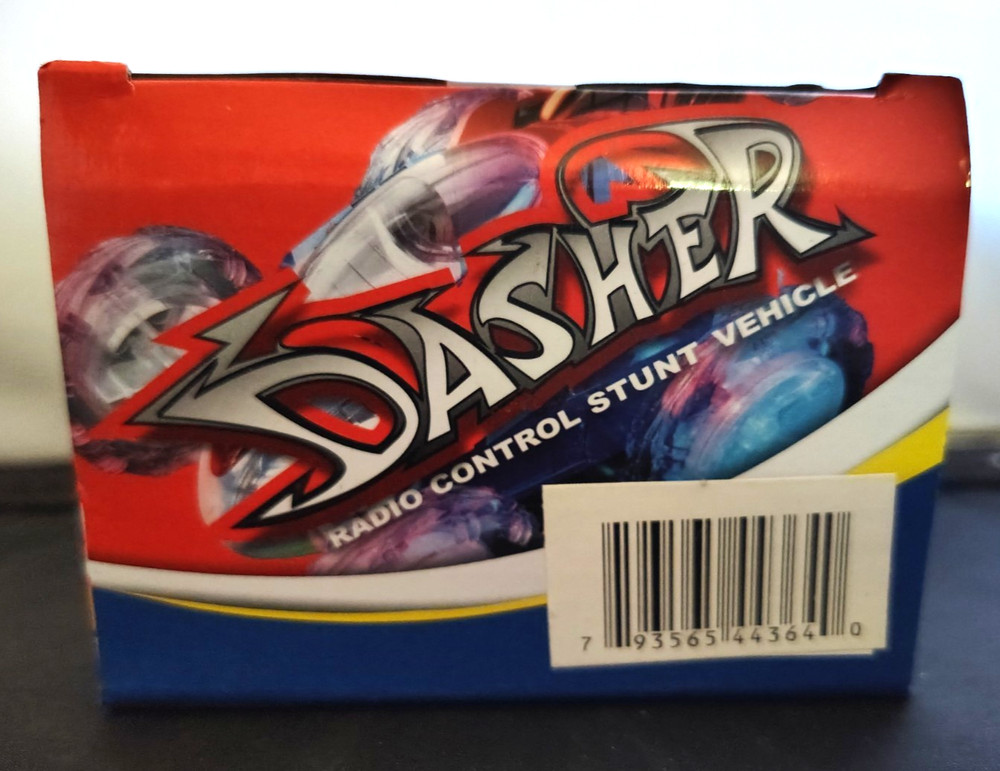 DASHER
RADIO CONTROL STUNT VEHICLE
7 93565 44364 0